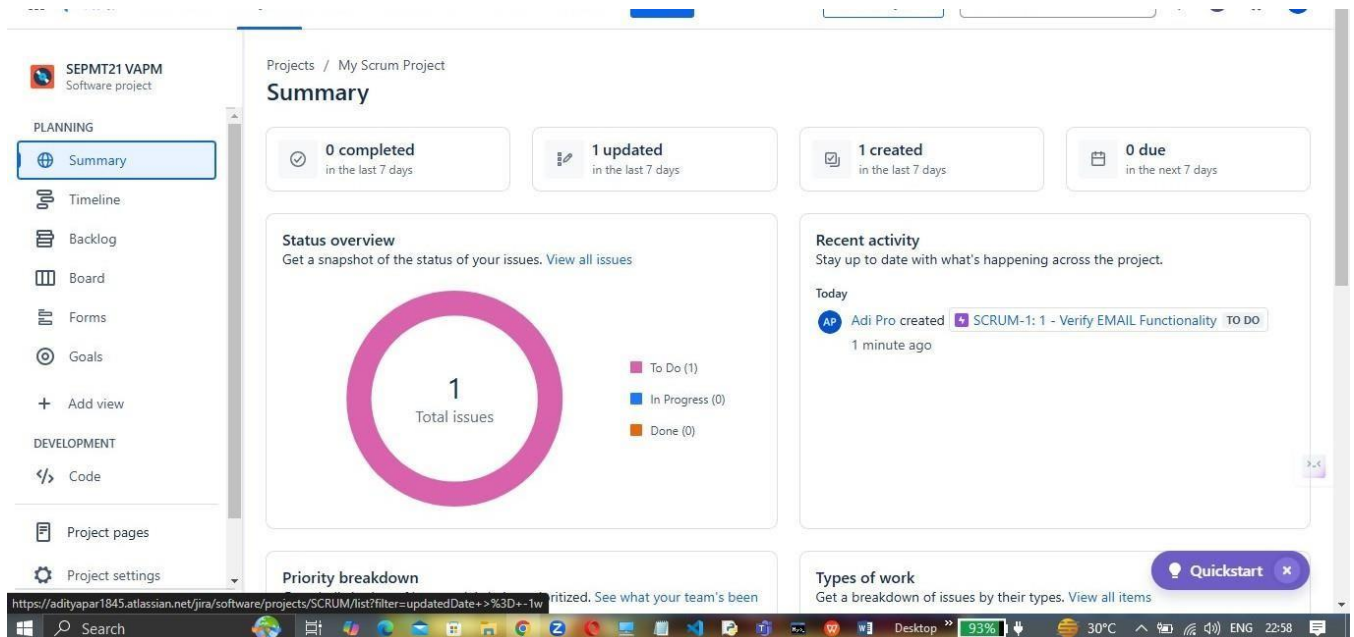 SEPMT21 VAPM
Software project
PLANNING
Summary
Timeline
Backlog
Board
Forms
Goals
+ Add view
DEVELOPMENT
Code
Project pages
Project settings
Projects / My Scrum Project
Summary
0 completed
in the last 7 days
1 updated
in the last 7 days
1 created
in the last 7 days
0 due
in the next 7 days
Status overview
Get a snapshot of the status of your issues. View all issues
1
Total issues
To Do (1)
In Progress (0)
Done (0)
Recent activity
Stay up to date with what's happening across the project.
Today
AP Adi Pro created SCRUM-1: 1 - Verify EMAIL Functionality TO DO
1 minute ago
Priority breakdown
oritized. See what your team's been
Types of work
Get a breakdown of issues by their types. View all items
Quickstart
https://adityapar1845.atlassian.net/jira/software/projects/SCRUM/list?filter=updatedDate+>%3D+-1w
Search
Desktop
93%
30°C
ENG
22:58